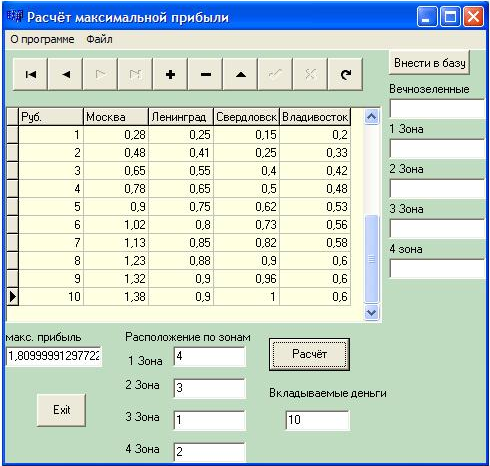 Расчёт максимальной прибыли
О программе Файл
Внести в базу
Вечнозеленные
1 Зона
2 Зона
3 Зона
4 зона
Руб. Москва Ленинград Свердловск Владивосток
1 0,28 0,25 0,15 0,2
2 0,48 0,41 0,25 0,33
3 0,65 0,55 0,4 0,42
4 0,78 0,65 0,5 0,48
5 0,9 0,75 0,62 0,53
6 1,02 0,8 0,73 0,56
7 1,13 0,85 0,82 0,58
8 1,23 0,88 0,9 0,6
9 1,32 0,9 0,96 0,6
10 1,38 0,9 1 0,6
макс. прибыль
1,80999991297722
Exit
Расположение по зонам
1 Зона 4
2 Зона 3
3 Зона 1
4 Зона 2
Расчёт
Вкладываемые деньги
10